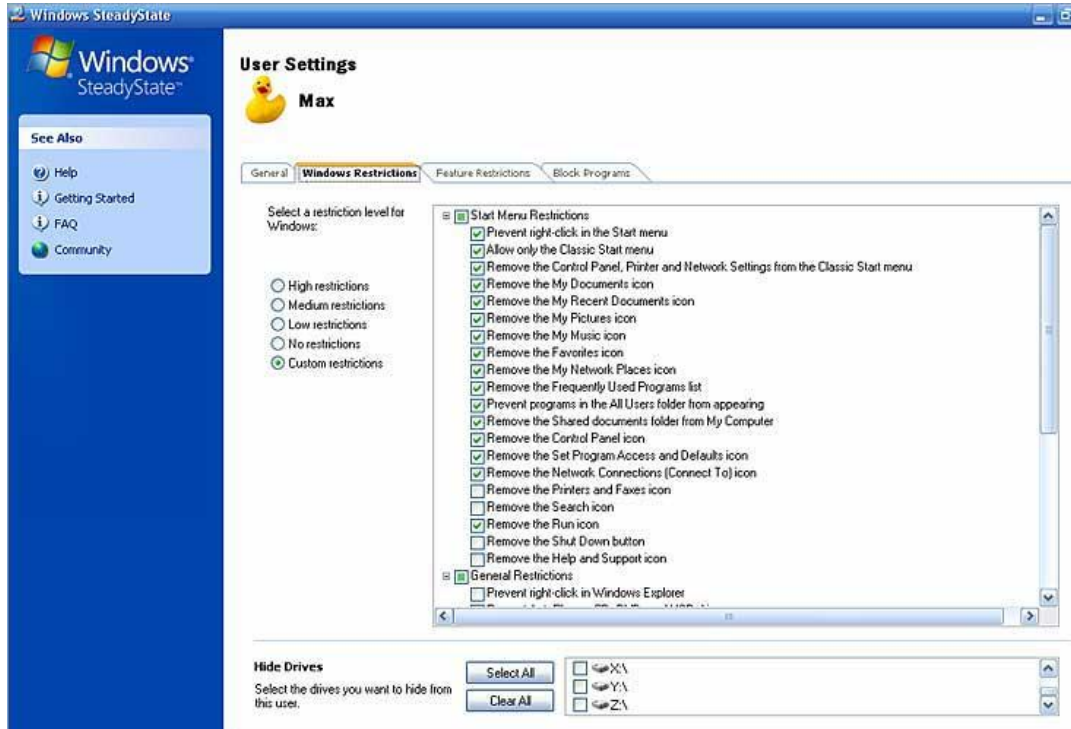 Windows SteadyState
Windows
SteadyState™
See Also
Help
Getting Started
FAQ
Community
User Settings
Max
General
Windows Restrictions
Feature Restrictions
Block Programs
Select a restriction level for
Windows:
High restrictions
Medium restrictions
Low restrictions
No restrictions
Custom restrictions
Start Menu Restrictions
Prevent right-click in the Start menu
Allow only the Classic Start menu
Remove the Control Panel, Printer and Network Settings from the Classic Start menu
Remove the My Documents icon
Remove the My Recent Documents icon
Remove the My Pictures icon
Remove the My Music icon
Remove the Favorites icon
Remove the My Network Places icon
Remove the Frequently Used Programs list
Prevent programs in the All Users folder from appearing
Remove the Shared documents folder from My Computer
Remove the Control Panel icon
Remove the Set Program Access and Defaults icon
Remove the Network Connections (Connect To) icon
Remove the Printers and Faxes icon
Remove the Search icon
Remove the Run icon
Remove the Shut Down button
Remove the Help and Support icon
General Restrictions
Prevent right-click in Windows Explorer
Hide Drives
Select the drives you want to hide from
this user.
Select All
Clear All
X:\
Y:\
Z:\